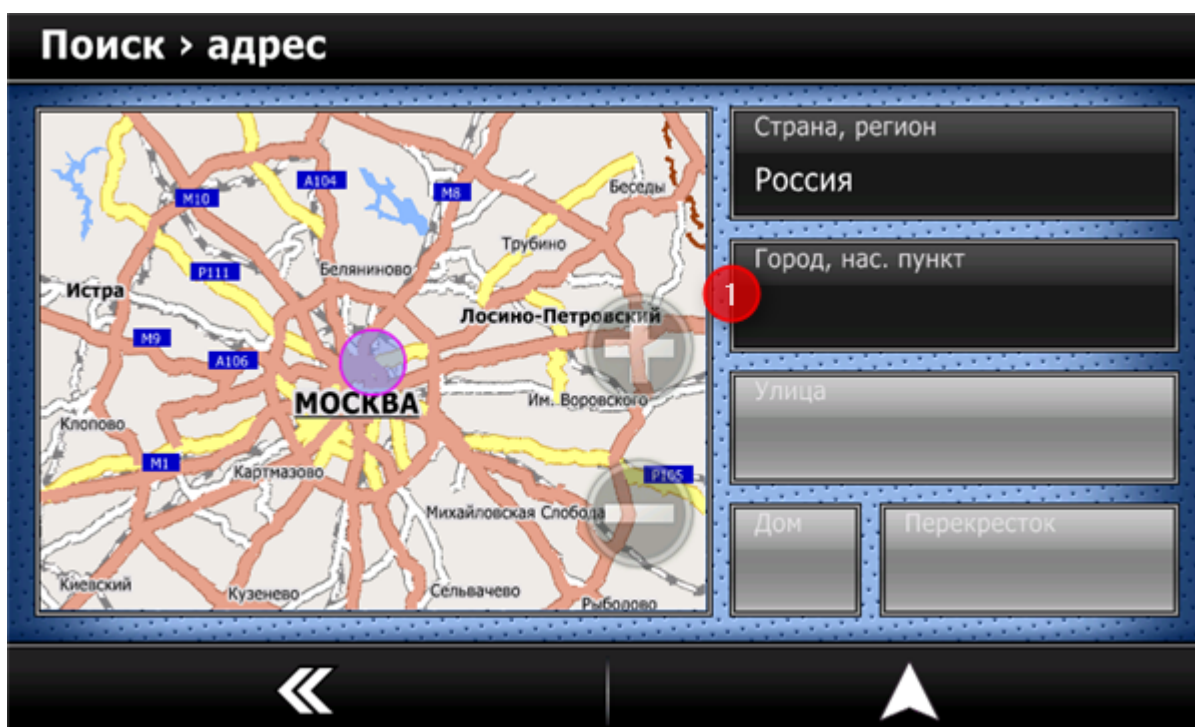 Поиск › адрес
Страна, регион
Россия
Город, нас. пункт
1
Улица
Дом
Перекресток
A104
M8
M10
Беседы
Трубино
P111
Беляниново
Истра
Лосино-Петровский
M9
A106
МОСКВА
Им. Воровского
Клопово
M1
Картмазово
P105
Михайловская Слобода
Киевский
Кузенево
Сельвачево
Рыборово